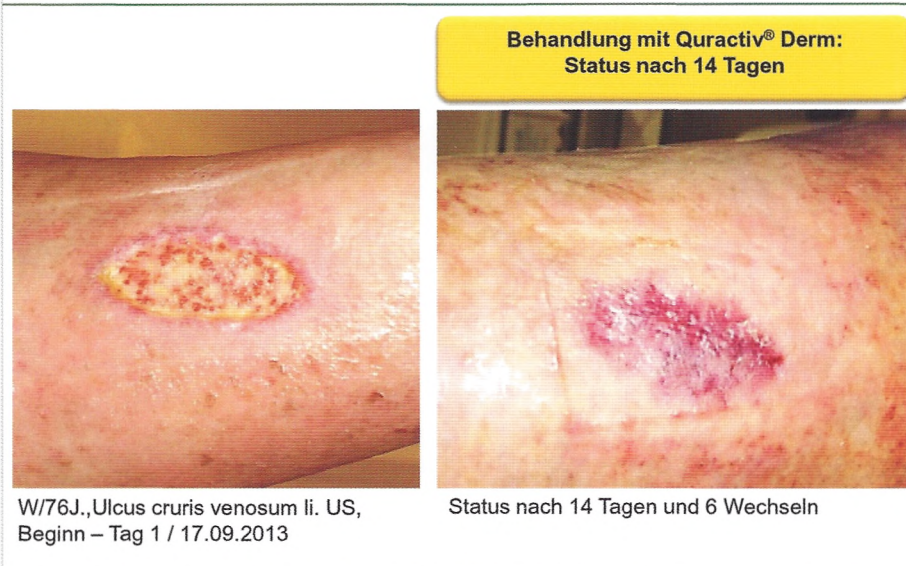 Behandlung mit Quractiv® Derm:
Status nach 14 Tagen
W/76J.,Ulcus cruris venosum li. US,
Beginn – Tag 1 / 17.09.2013
Status nach 14 Tagen und 6 Wechseln